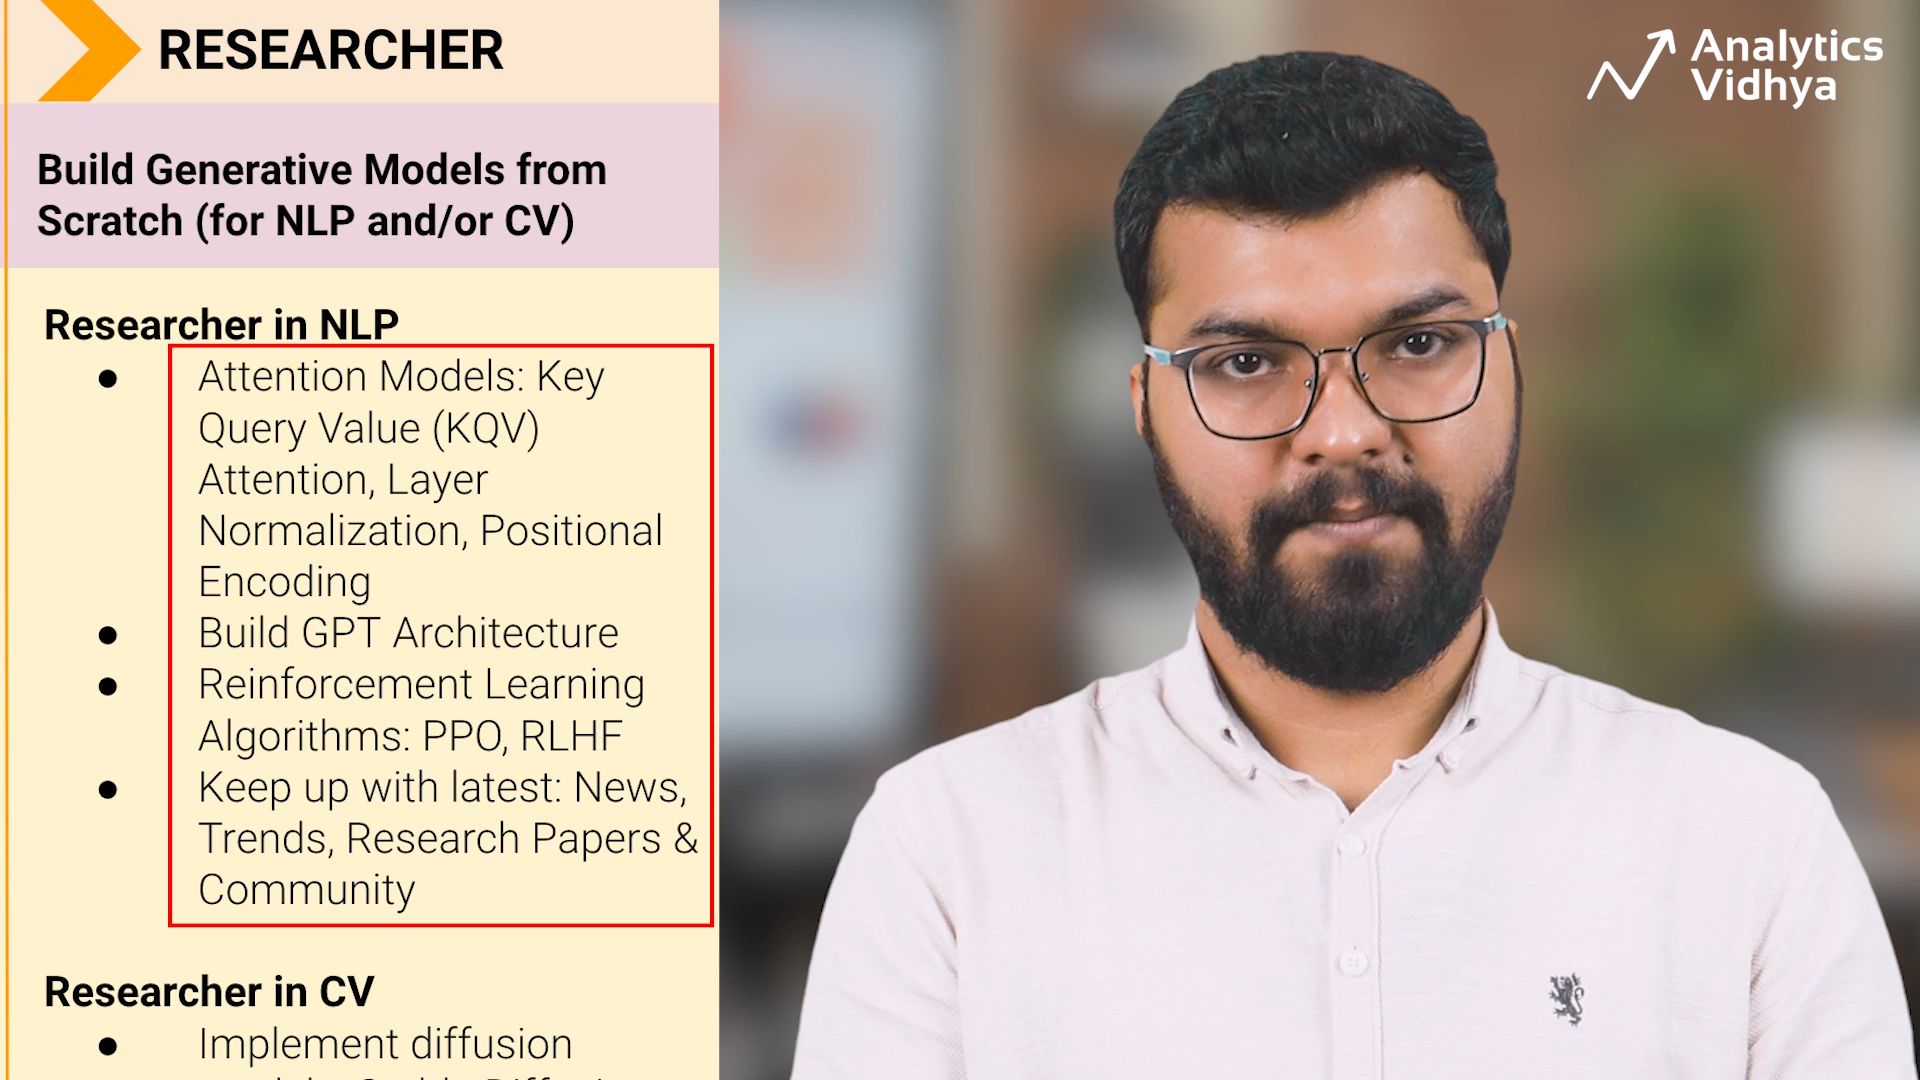 RESEARCHER
Build Generative Models from
Scratch (for NLP and/or CV)
Researcher in NLP
● Attention Models: Key
Query Value (KQV)
Attention, Layer
Normalization, Positional
Encoding
● Build GPT Architecture
● Reinforcement Learning
Algorithms: PPO, RLHF
● Keep up with latest: News,
Trends, Research Papers &
Community
Researcher in CV
● Implement diffusion
Analytics
Vidhya